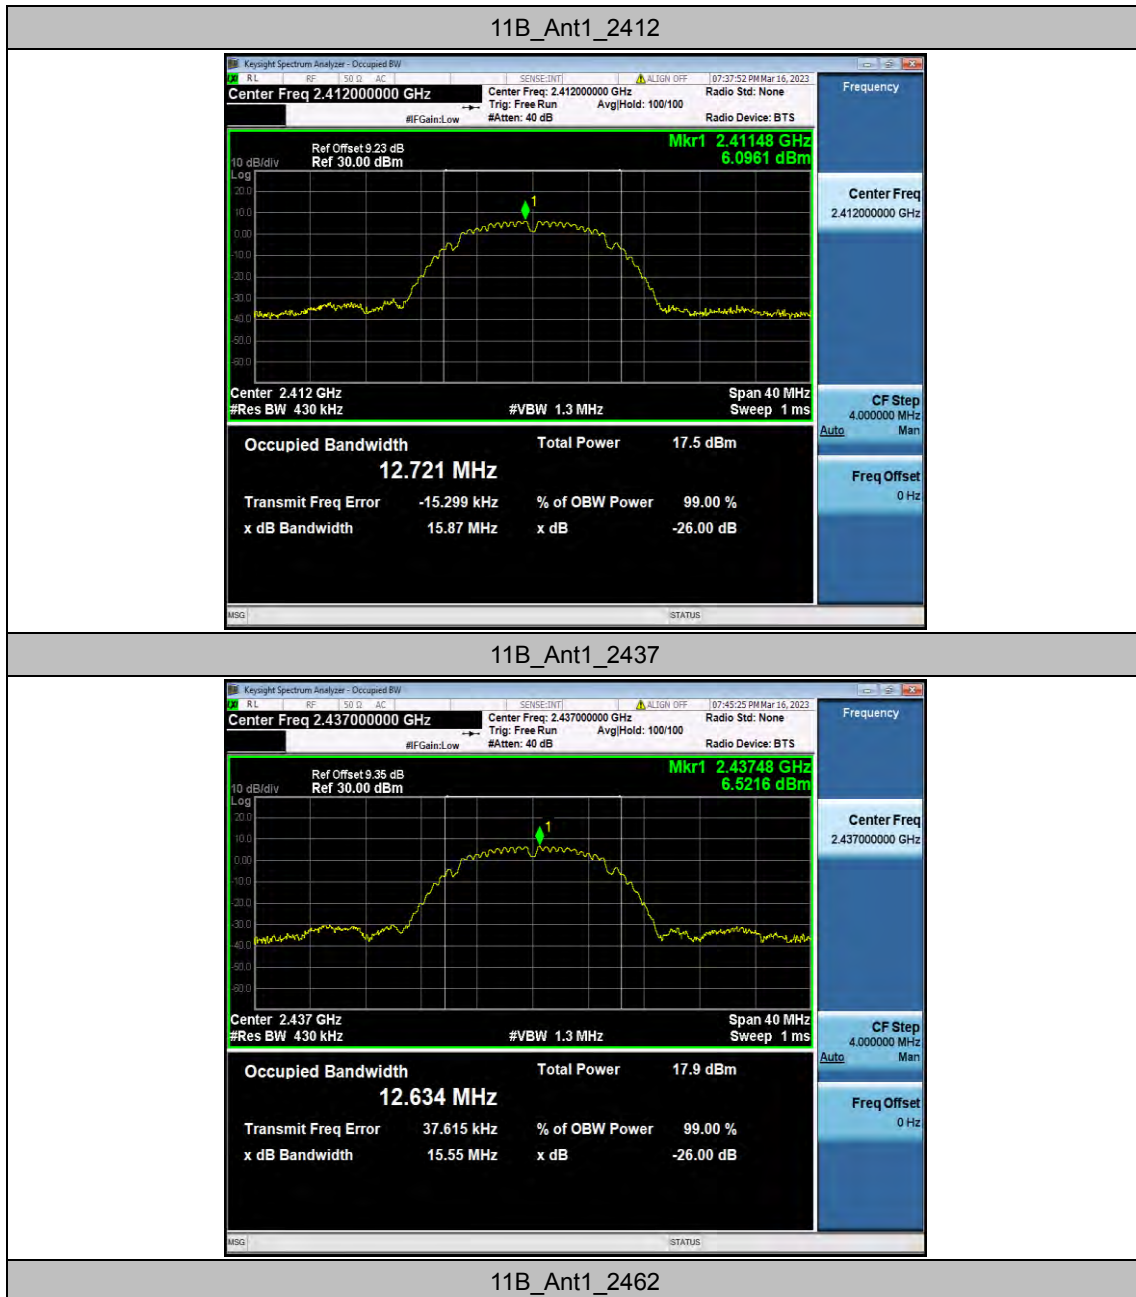 11B_Ant1_2412
Keysight Spectrum Analyzer - Occupied BW
RL RF 50 Ω AC SENSE:INT ALIGN OFF 07:37:52 PM Mar 16, 2023
Center Freq 2.412000000 GHz
Center Freq: 2.412000000 GHz
Radio Std: None
Trig: Free Run Avg|Hold: 100/100
#IFGain:Low
#Atten: 40 dB
Radio Device: BTS
Frequency
Ref Offset 9.23 dB
Mkr1 2.41148 GHz
10 dB/div Ref 30.00 dBm
6.0961 dBm
Log
20.0
10.0
0.00
-10.0
-20.0
-30.0
-40.0
-50.0
-60.0
1
Center Freq
2.412000000 GHz
Center 2.412 GHz
Span 40 MHz
#Res BW 430 kHz
#VBW 1.3 MHz
Sweep 1 ms
CF Step
4.000000 MHz
Auto Man
Occupied Bandwidth
Total Power 17.5 dBm
12.721 MHz
Freq Offset
0 Hz
Transmit Freq Error -15.299 kHz
% of OBW Power 99.00 %
x dB Bandwidth 15.87 MHz
x dB -26.00 dB
MSG STATUS
11B_Ant1_2437
Keysight Spectrum Analyzer - Occupied BW
RL RF 50 Ω AC SENSE:INT ALIGN OFF 07:45:25 PM Mar 16, 2023
Center Freq 2.437000000 GHz
Center Freq: 2.437000000 GHz
Radio Std: None
Trig: Free Run Avg|Hold: 100/100
#IFGain:Low
#Atten: 40 dB
Radio Device: BTS
Frequency
Ref Offset 9.35 dB
Mkr1 2.43748 GHz
10 dB/div Ref 30.00 dBm
6.5216 dBm
Log
20.0
10.0
0.00
-10.0
-20.0
-30.0
-40.0
-50.0
-60.0
1
Center Freq
2.437000000 GHz
Center 2.437 GHz
Span 40 MHz
#Res BW 430 kHz
#VBW 1.3 MHz
Sweep 1 ms
CF Step
4.000000 MHz
Auto Man
Occupied Bandwidth
Total Power 17.9 dBm
12.634 MHz
Freq Offset
0 Hz
Transmit Freq Error 37.615 kHz
% of OBW Power 99.00 %
x dB Bandwidth 15.55 MHz
x dB -26.00 dB
MSG STATUS
11B_Ant1_2462